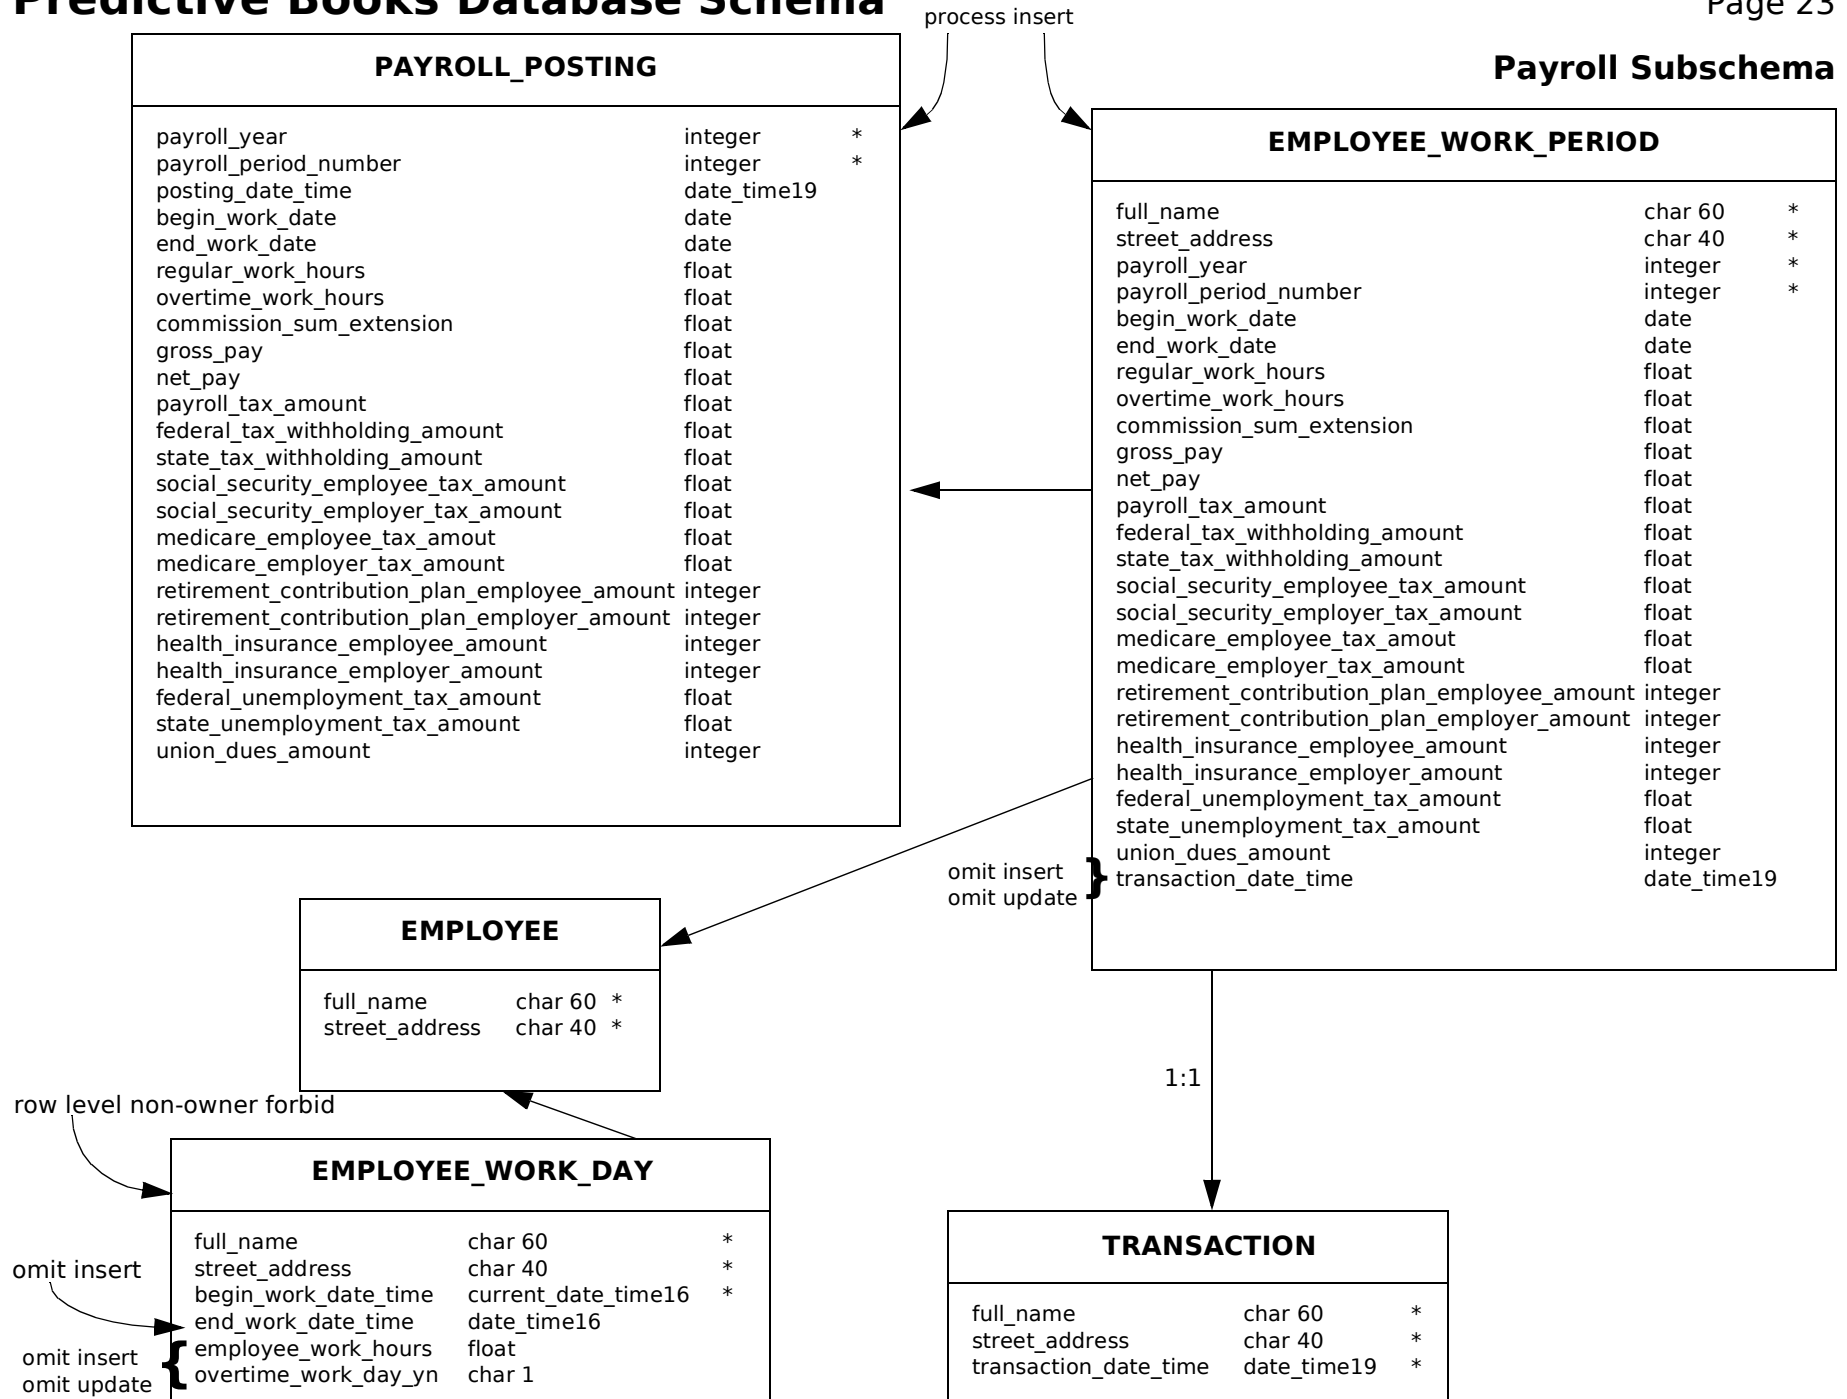 Predictive Books Database Schema
Page 23
process insert
Payroll Subschema
PAYROLL_POSTING
payroll_year integer *
payroll_period_number integer *
posting_date_time date_time19
begin_work_date date
end_work_date date
regular_work_hours float
overtime_work_hours float
commission_sum_extension float
gross_pay float
net_pay float
payroll_tax_amount float
federal_tax_withholding_amount float
state_tax_withholding_amount float
social_security_employee_tax_amount float
social_security_employer_tax_amount float
medicare_employee_tax_amout float
medicare_employer_tax_amount float
retirement_contribution_plan_employee_amount integer
retirement_contribution_plan_employer_amount integer
health_insurance_employee_amount integer
health_insurance_employer_amount integer
federal_unemployment_tax_amount float
state_unemployment_tax_amount float
union_dues_amount integer
EMPLOYEE_WORK_PERIOD
full_name char 60 *
street_address char 40 *
payroll_year integer *
payroll_period_number integer *
begin_work_date date
end_work_date date
regular_work_hours float
overtime_work_hours float
commission_sum_extension float
gross_pay float
net_pay float
payroll_tax_amount float
federal_tax_withholding_amount float
state_tax_withholding_amount float
social_security_employee_tax_amount float
social_security_employer_tax_amount float
medicare_employee_tax_amout float
medicare_employer_tax_amount float
retirement_contribution_plan_employee_amount integer
retirement_contribution_plan_employer_amount integer
health_insurance_employee_amount integer
health_insurance_employer_amount integer
federal_unemployment_tax_amount float
state_unemployment_tax_amount float
union_dues_amount integer
transaction_date_time date_time19
omit insert
omit update }
EMPLOYEE
full_name char 60 *
street_address char 40 *
1:1
row level non-owner forbid
EMPLOYEE_WORK_DAY
full_name char 60 *
street_address char 40 *
begin_work_date_time current_date_time16 *
end_work_date_time date_time16
employee_work_hours float
overtime_work_day_yn char 1
omit insert
omit insert
omit update {
TRANSACTION
full_name char 60 *
street_address char 40 *
transaction_date_time date_time19 *